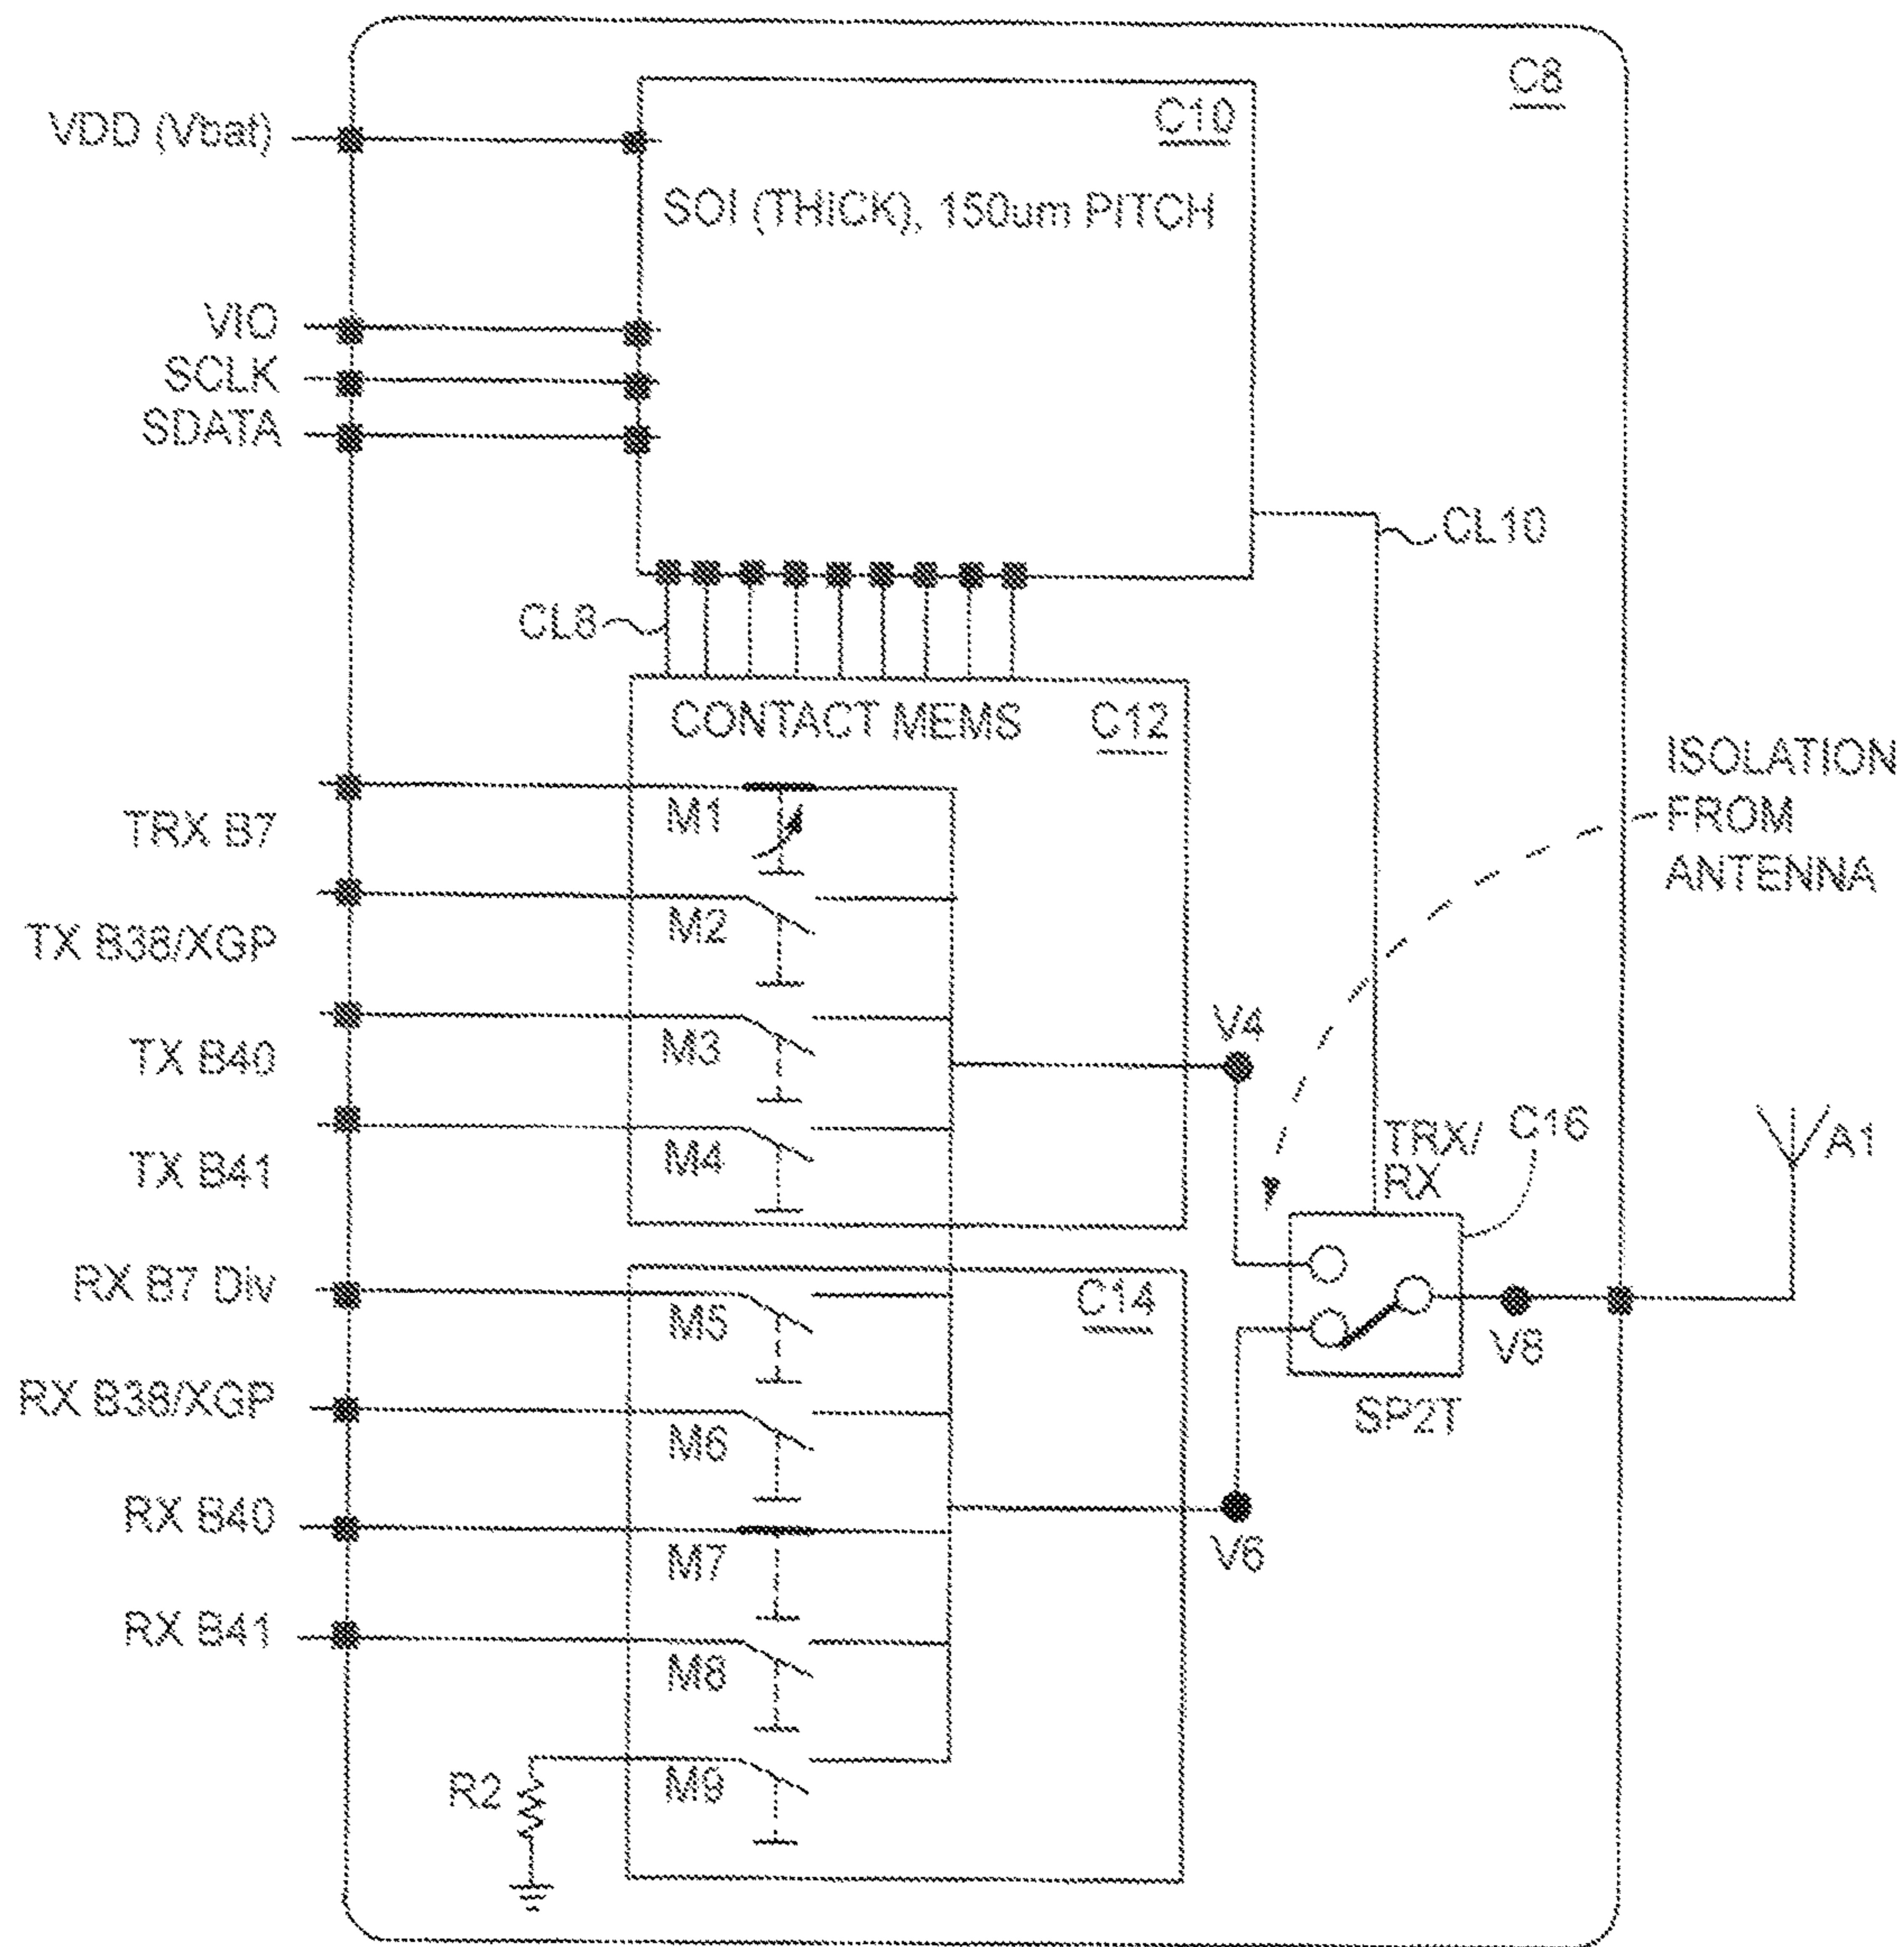 C8
VDD (Vbat)
C10
SOI (THICK), 150um PITCH
VIO
SCLK
SDATA
CL10
CL8
CONTACT MEMS
C12
ISOLATION
FROM
ANTENNA
M1
TRX B7
M2
TX B38/XGP
M3
TX B40
V4
M4
TX B41
TRX/
RX
C16
A1
RX B7 Div
M5
C14
V8
RX B38/XGP
M6
SP2T
RX B40
M7
V6
RX B41
M8
R2
M9